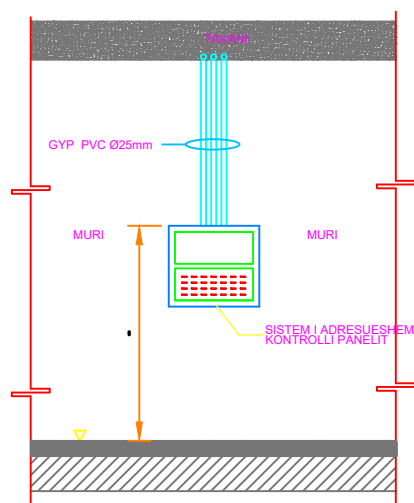 TAVANI
GYP PVC Ø25mm
MURI
MURI
SISTEM I ADRESUESHEM
KONTROLLI PANELIT